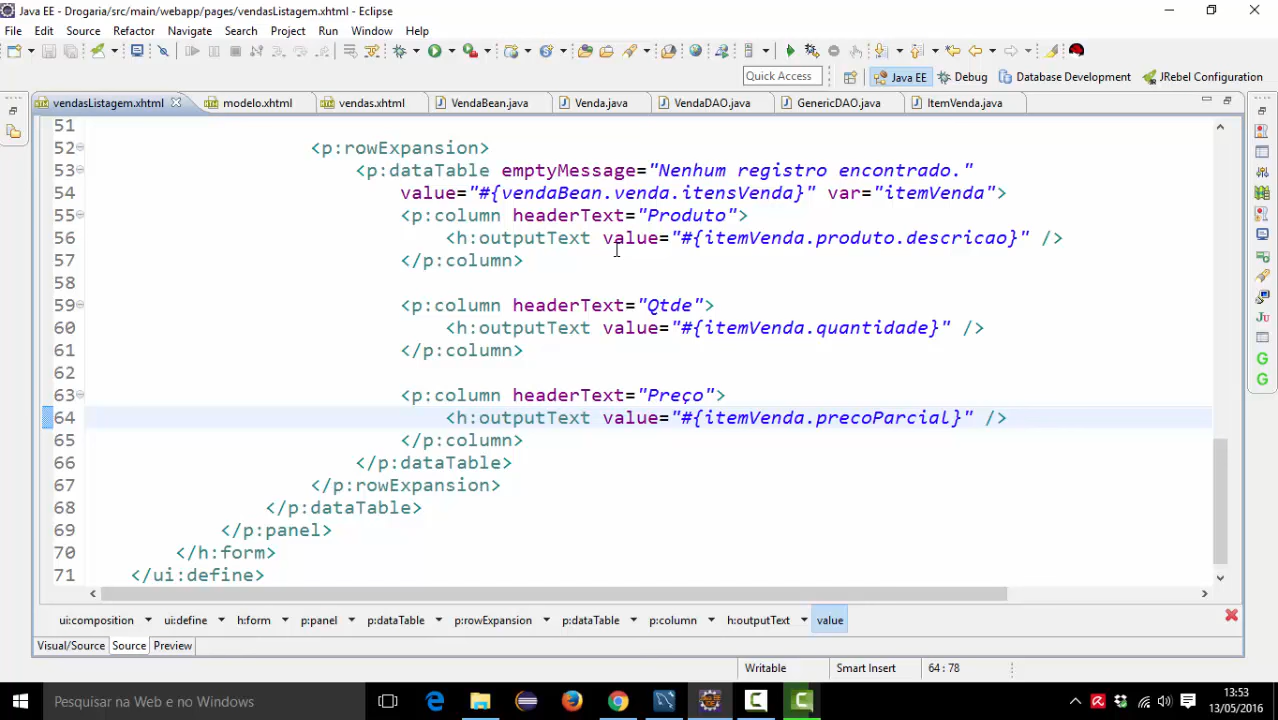 Java EE - Drogaria/src/main/webapp/pages/vendasListagem.xhtml - Eclipse
File Edit Source Refactor Navigate Search Project Run Window Help
Quick Access Java EE Debug Database Development JRebel Configuration
vendasListagem.xhtml modelo.xhtml vendas.xhtml VendaBean.java Venda.java VendaDAO.java GenericDAO.java ItemVenda.java
51
52 <p:rowExpansion>
53 <p:dataTable emptyMessage="Nenhum registro encontrado."
54 value="#{vendaBean.venda.itensVenda}" var="itemVenda">
55 <p:column headerText="Produto">
56 <h:outputText value="#{itemVenda.produto.descricao}" />
57 </p:column>
58
59 <p:column headerText="Qtde">
60 <h:outputText value="#{itemVenda.quantidade}" />
61 </p:column>
62
63 <p:column headerText="Preço">
64 <h:outputText value="#{itemVenda.precoParcial}" />
65 </p:column>
66 </p:dataTable>
67 </p:rowExpansion>
68 </p:dataTable>
69 </p:panel>
70 </h:form>
71 </ui:define>
ui:composition ui:define h:form p:panel p:dataTable p:rowExpansion p:dataTable p:column h:outputText value
Visual/Source Source Preview
Writable Smart Insert 64 : 78
Pesquisar na Web e no Windows
13:53
13/05/2016